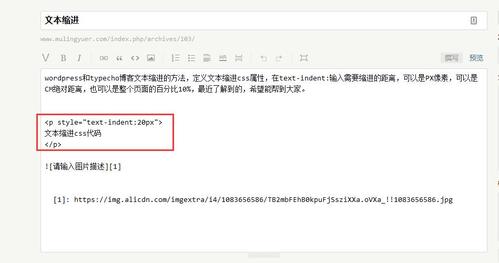 文本缩进
www.mulingyuer.com/index.php/archives/103/
撰写 预览
wordpress和typecho博客文本缩进的方法，定义文本缩进css属性，在text-indent:输入需要缩进的距离，可以是PX像素，可以是
CM绝对距离，也可以是整个页面的百分比10%，最近了解到的，希望能帮到大家。
<p style="text-indent;20px">
文本缩进css代码
</p>
![请输入图片描述][1]
[1]: https://img.alicdn.com/imgextra/i4/1083656586/TB2mbFEhB0kpuFjSsziXXa.oVXa_!!1083656586.jpg